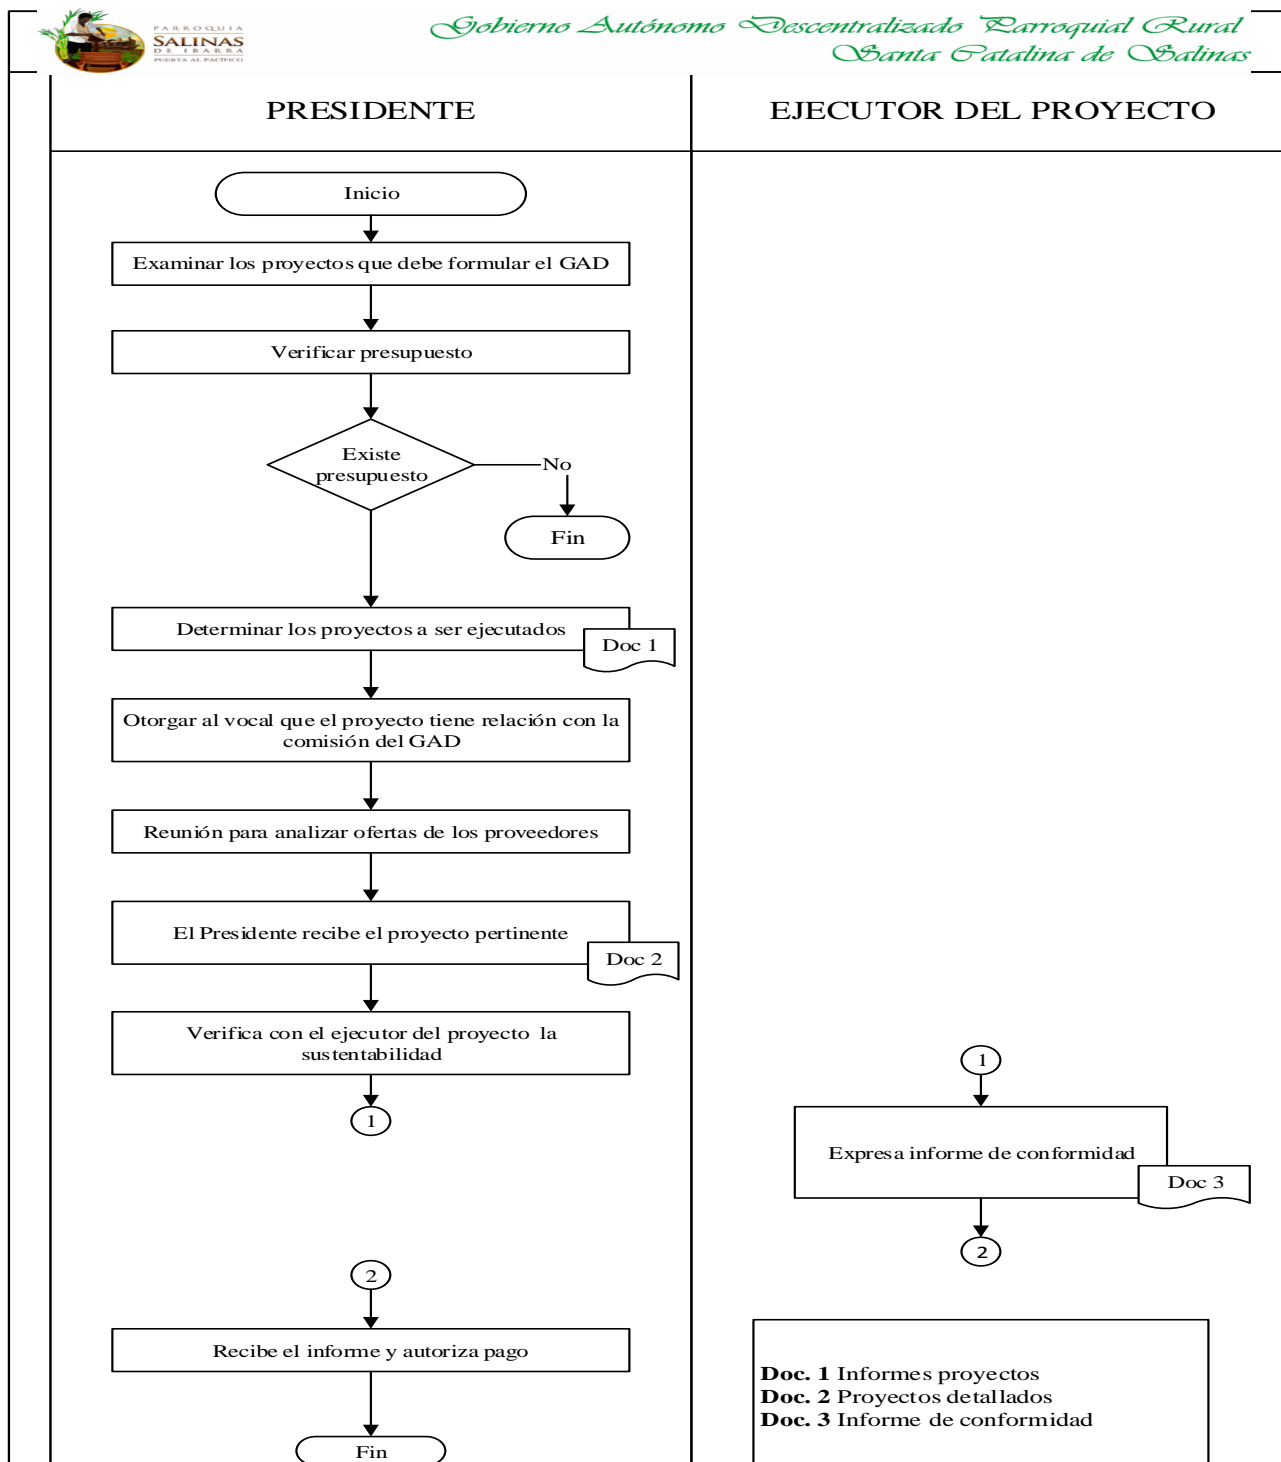 PARROQUIA
SALINAS
DE IBARRA
PUERTA AL PACÍFICO
Gobierno Autónomo Descentralizado Parroquial Rural
Santa Catalina de Salinas
PRESIDENTE
EJECUTOR DEL PROYECTO
Inicio
Examinar los proyectos que debe formular el GAD
Verificar presupuesto
Existe
presupuesto
No
Fin
Determinar los proyectos a ser ejecutados
Doc 1
Otorgar al vocal que el proyecto tiene relación con la
comisión del GAD
Reunión para analizar ofertas de los proveedores
El Presidente recibe el proyecto pertinente
Doc 2
Verifica con el ejecutor del proyecto la
sustentabilidad
1
1
Expresa informe de conformidad
Doc 3
2
2
Recibe el informe y autoriza pago
Fin
Doc. 1 Informes proyectos
Doc. 2 Proyectos detallados
Doc. 3 Informe de conformidad